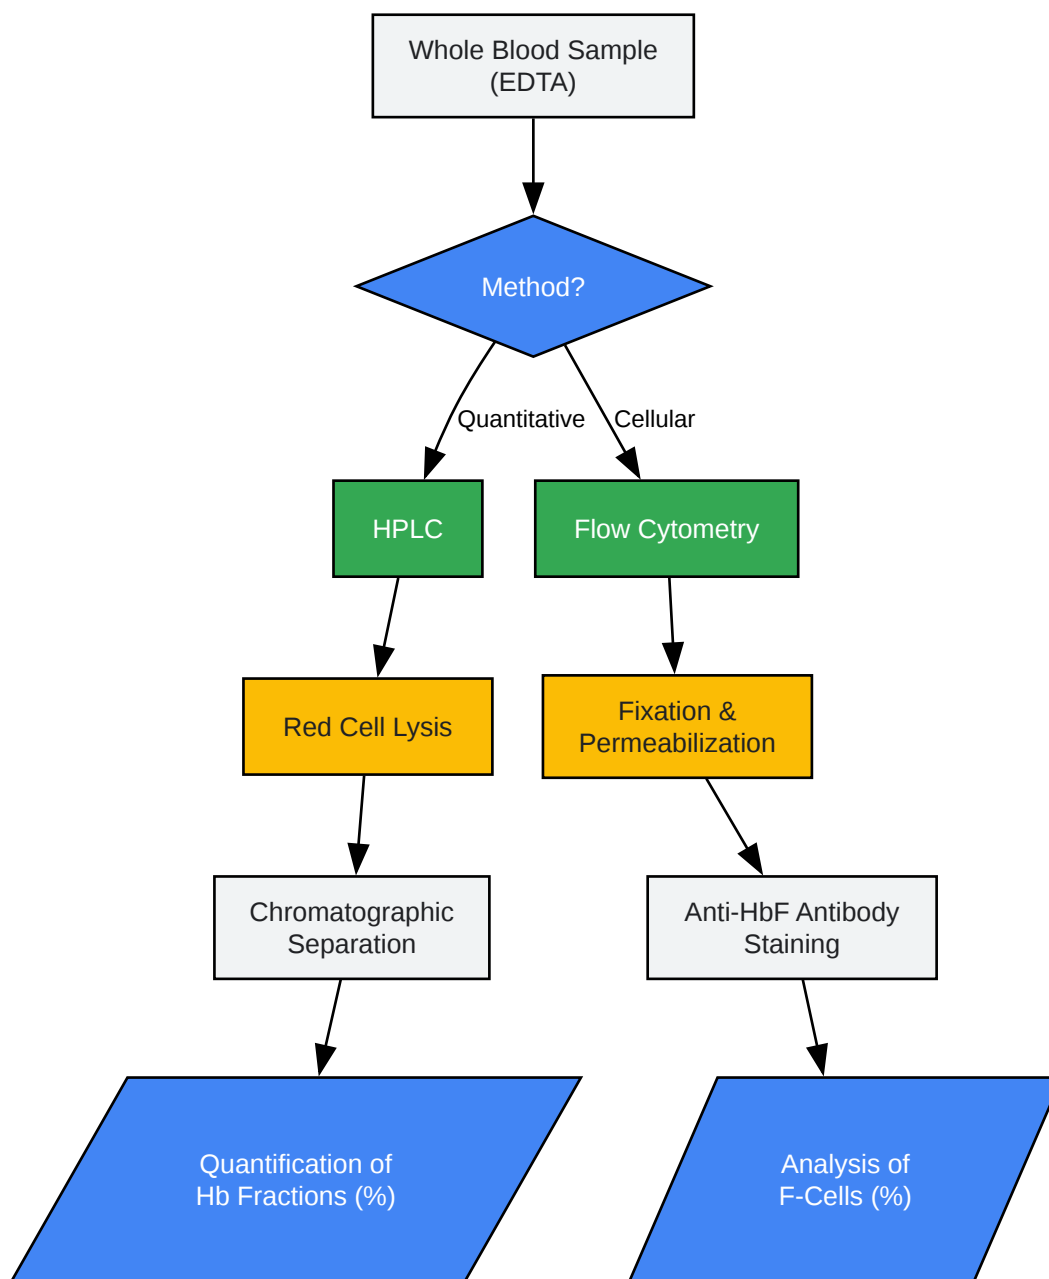 Whole Blood Sample
(EDTA)
Method?
Quantitative
Cellular
HPLC
Flow Cytometry
Red Cell Lysis
Fixation &
Permeabilization
Chromatographic
Separation
Anti-HbF Antibody
Staining
Quantification of
Hb Fractions (%)
Analysis of
F-Cells (%)